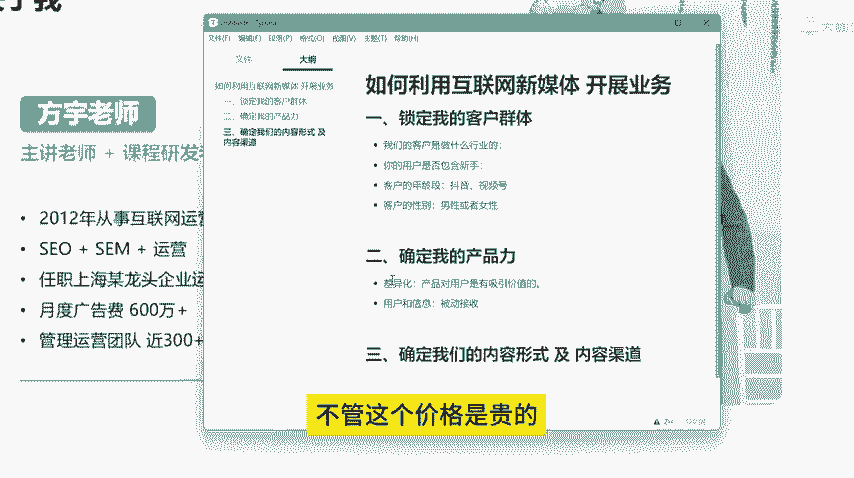 方宇老师
主讲老师 + 课程研发
• 2012年从事互联网运营
• SEO + SEM + 运营
• 任职上海某龙头企业运
• 月度广告费 600万+
• 管理运营团队 近300+
文件(F) 编辑(E) 段落(P) 格式(O) 视图(V) 主题(T) 帮助(H)
文件 大纲
如何利用互联网新媒体 开展业务
一、锁定我的客户群体
二、确定我的产品力
三、确定我们的内容形式 及
内容渠道
如何利用互联网新媒体 开展业务
一、锁定我的客户群体
• 我们的客户是做什么行业的;
• 你的用户是否包含新手;
• 客户的年龄段：抖音、视频号
• 客户的性别：男性或者女性
二、确定我的产品力
• 差异化：产品对用户是有吸引价值的。
• 用户和信息：被动接收
三、确定我们的内容形式 及 内容渠道
不管这个价格是贵的